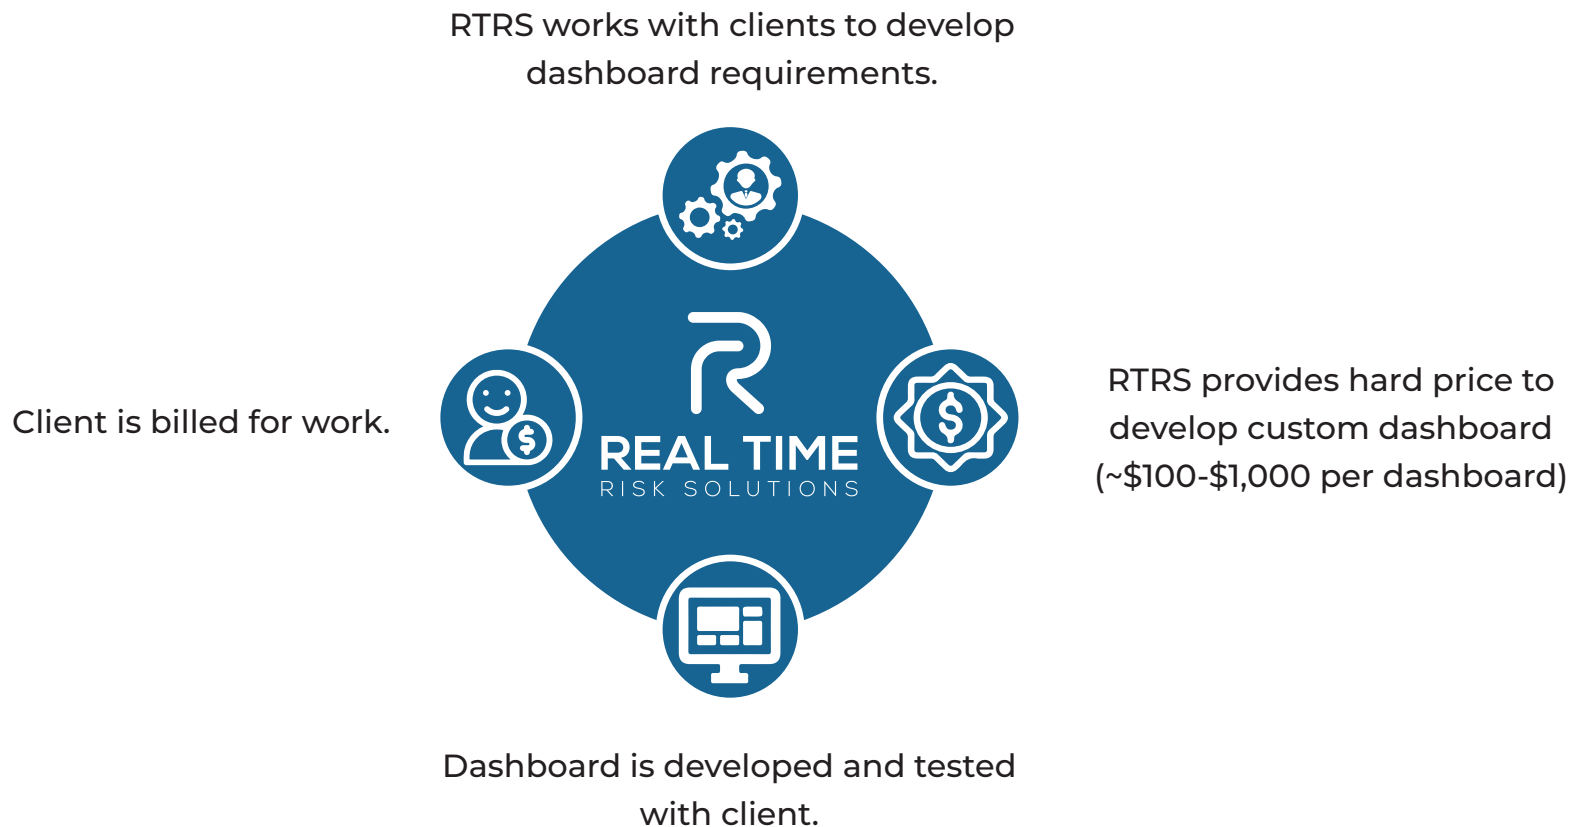 RTRS works with clients to develop
dashboard requirements.
REAL TIME
RISK SOLUTIONS
RTRS provides hard price to
develop custom dashboard
(~$100-$1,000 per dashboard)
Client is billed for work.
Dashboard is developed and tested
with client.